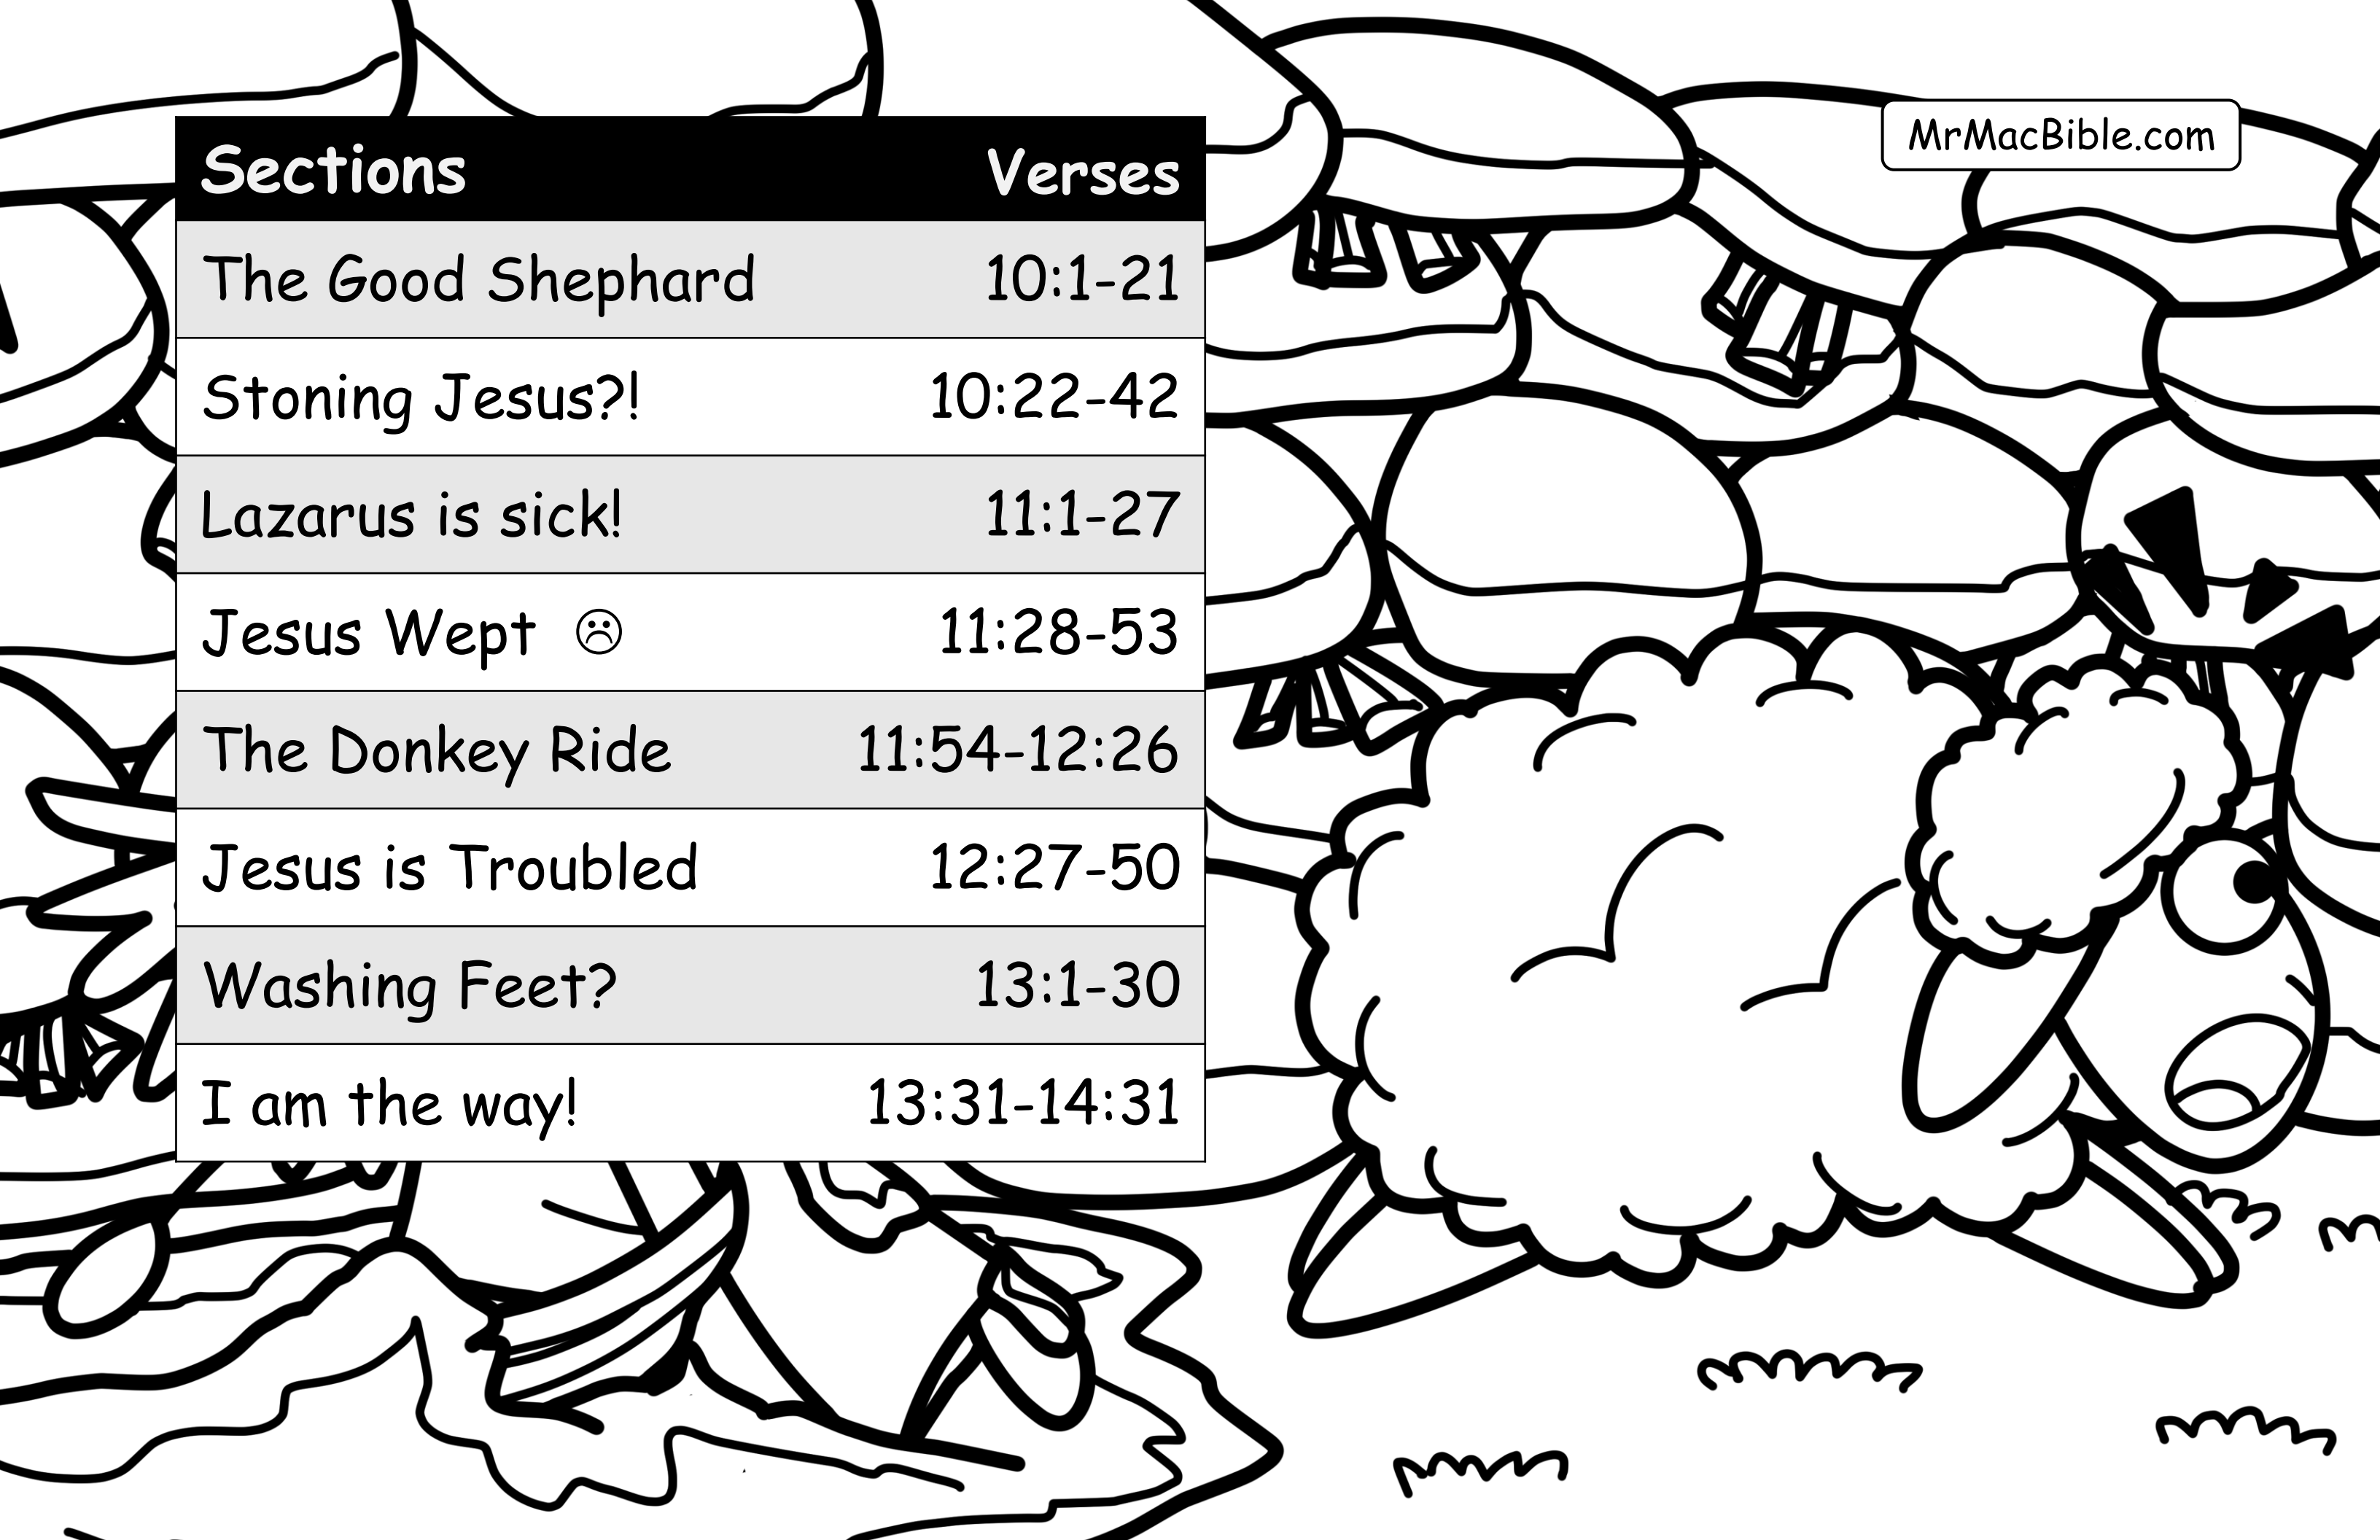 MrMacBible.com
Sections Verses
The Good Shephard 10:1-21
Stoning Jesus?! 10:22-42
Lazarus is sick! 11:1-27
Jesus Wept ☹ 11:28-53
The Donkey Ride 11:54-12:26
Jesus is Troubled 12:27-50
Washing Feet? 13:1-30
I am the way! 13:31-14:31